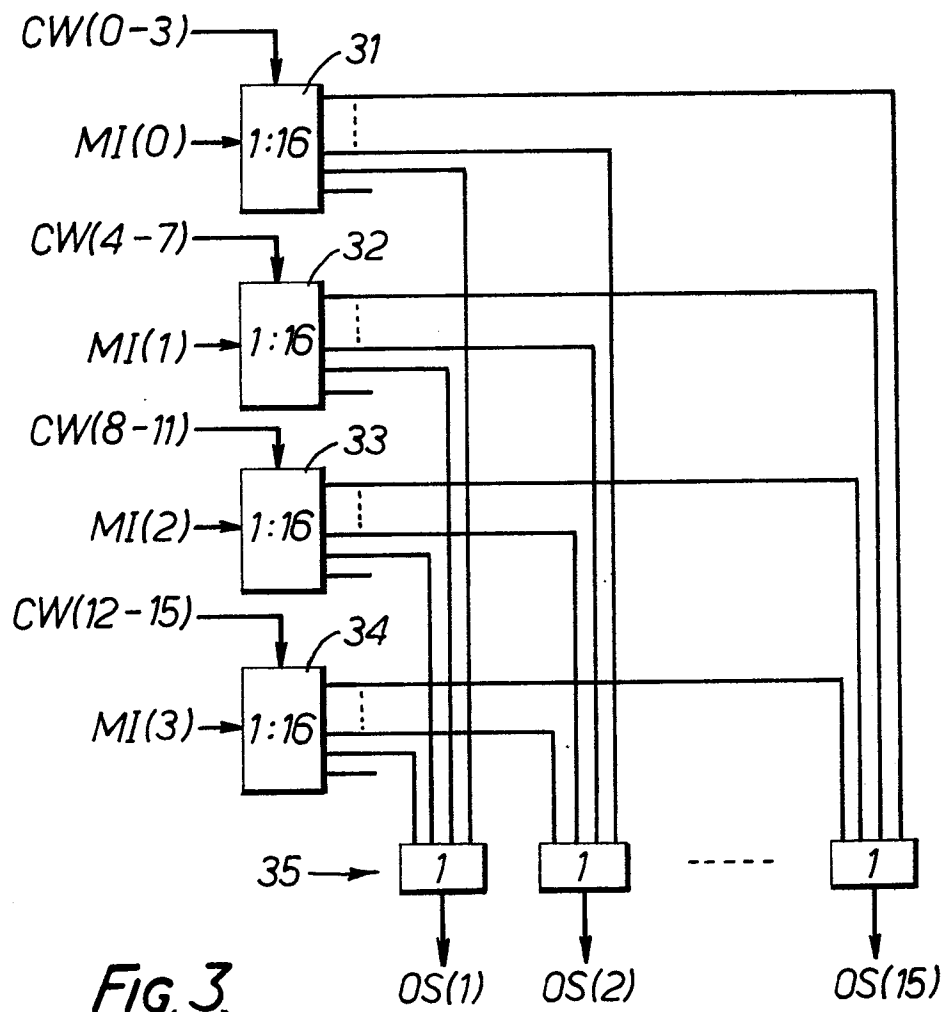 CW(0-3)
31
MI(0)
1:16
CW(4-7)
32
MI(1)
1:16
CW(8-11)
33
MI(2)
1:16
CW(12-15)
34
MI(3)
1:16
35
1
1
1
OS(1)
OS(2)
OS(15)
FIG. 3.